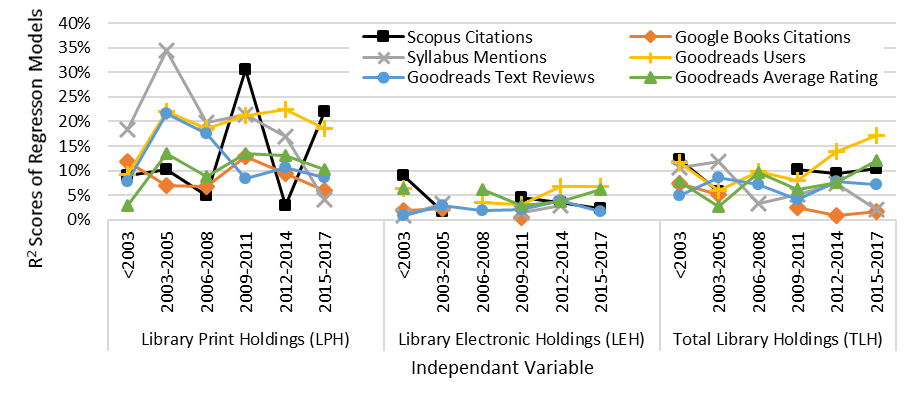 R² Scores of Regresson Models
40%
35%
30%
25%
20%
15%
10%
5%
0%
Scopus Citations
Google Books Citations
Syllabus Mentions
Goodreads Users
Goodreads Text Reviews
Goodreads Average Rating
<2003
2003-2005
2006-2008
2009-2011
2012-2014
2015-2017
<2003
2003-2005
2006-2008
2009-2011
2012-2014
2015-2017
<2003
2003-2005
2006-2008
2009-2011
2012-2014
2015-2017
Library Print Holdings (LPH)
Library Electronic Holdings (LEH)
Total Library Holdings (TLH)
Independant Variable